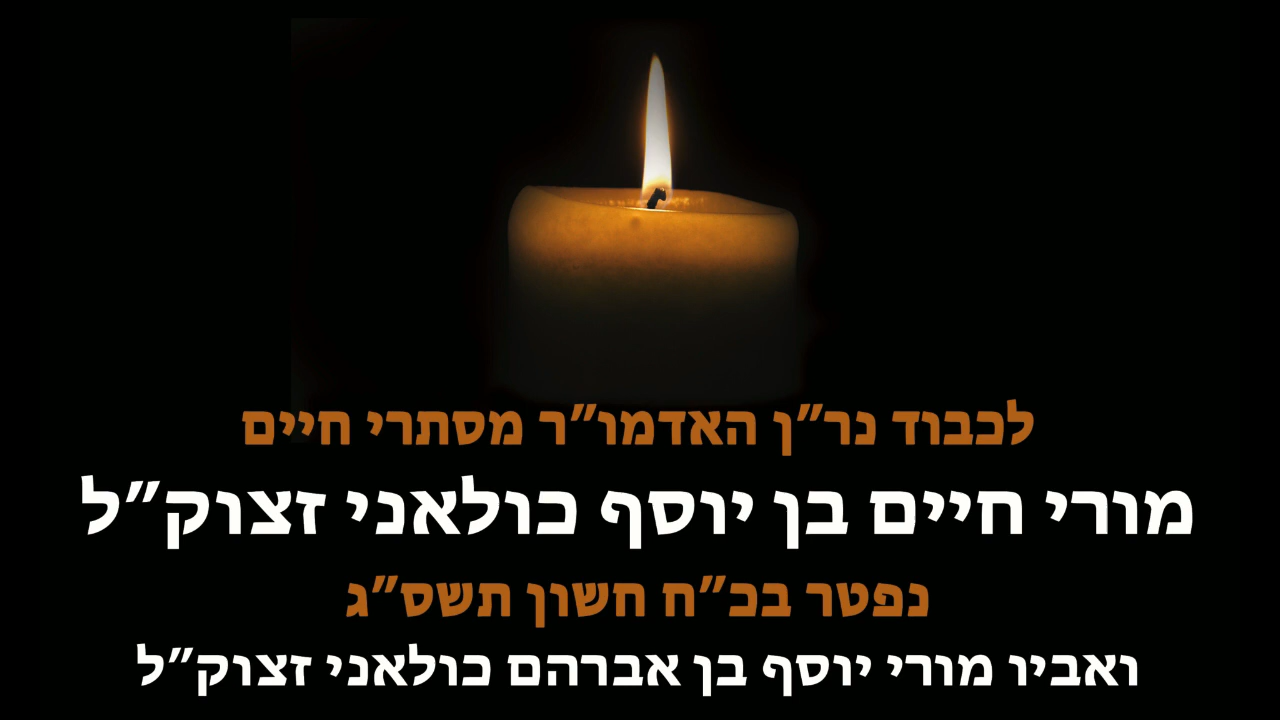 לכבוד נר"ן האדמו"ר מסתרי חיים
מורי חיים בן יוסף כולאני זצוק"ל
נפטר בכ"ח חשון תשס"ג
ואביו מורי יוסף בן אברהם כולאני זצוק"ל